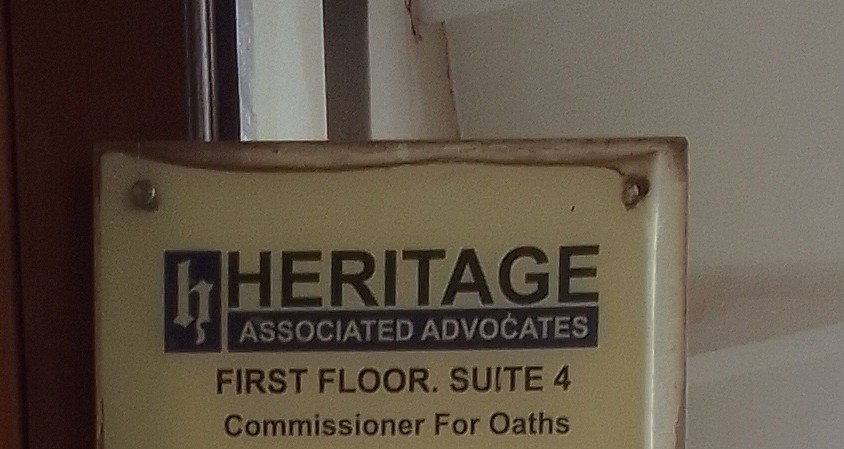 h HERITAGE
ASSOCIATED ADVOCATES
FIRST FLOOR. SUITE 4
Commissioner For Oaths